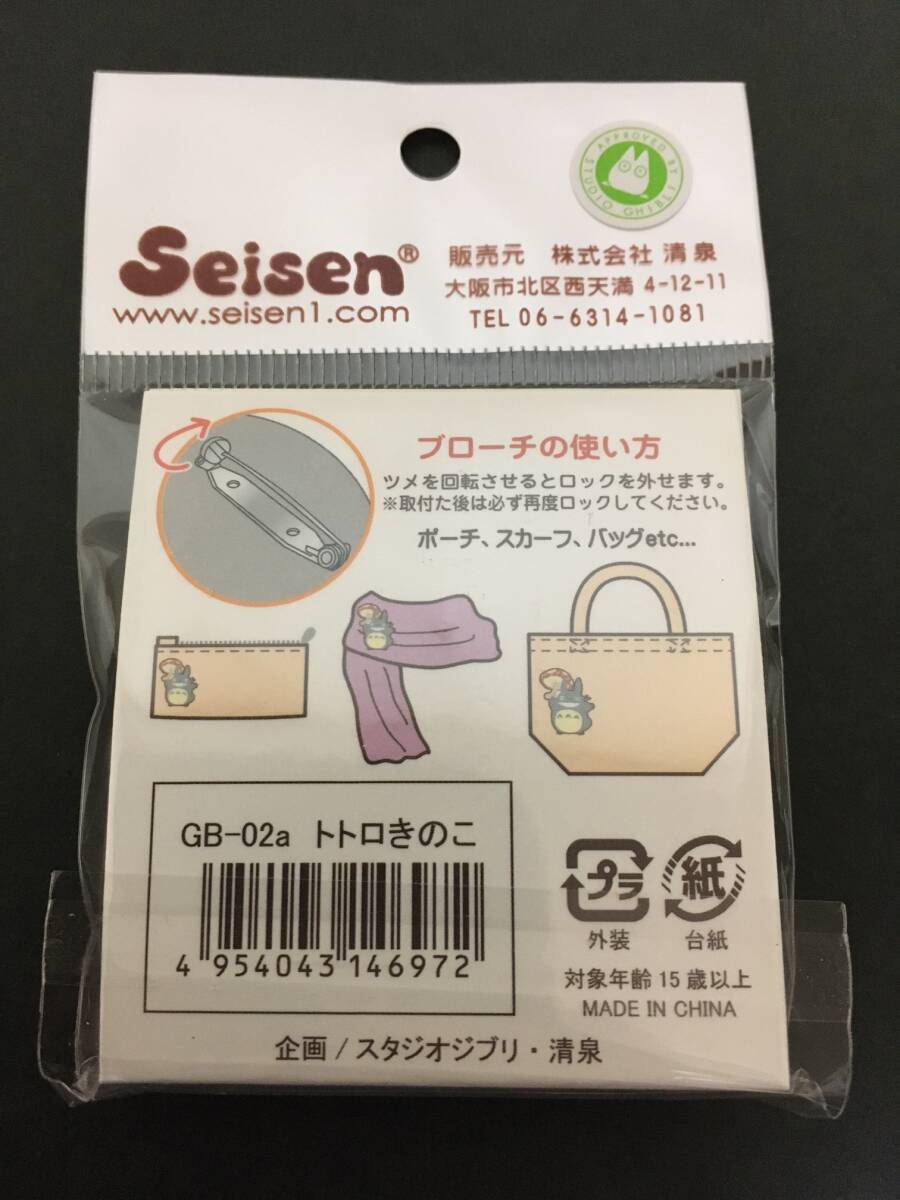 APPROVED BY
STUDIO GHIBLI
Seisen®
www.seisen1.com
販売元 株式会社 清泉
大阪市北区西天満 4-12-11
TEL 06-6314-1081
ブローチの使い方
ツメを回転させるとロックを外せます。
※取付た後は必ず再度ロックしてください。
ポーチ、スカーフ、バッグetc...
GB-02a トトロきのこ
4 954043 146972
プラ
外装
紙
台紙
対象年齢 15 歳以上
MADE IN CHINA
企画 / スタジオジブリ・清泉